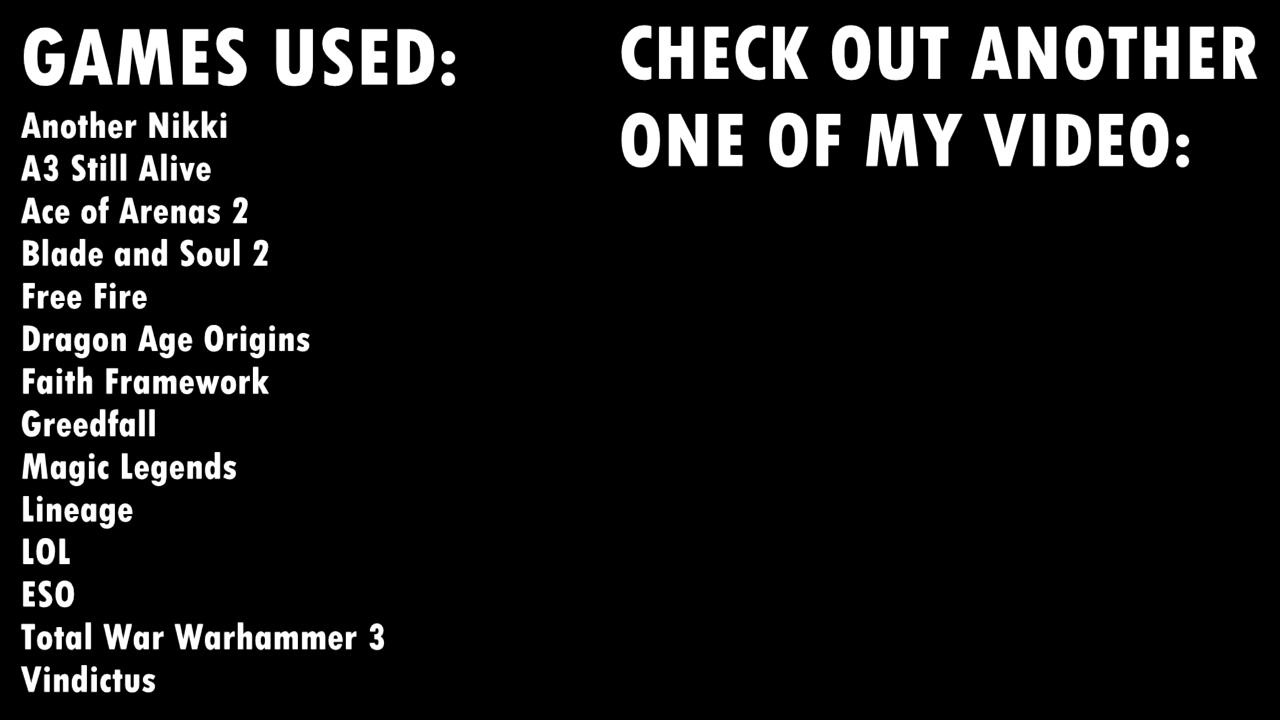 GAMES USED:
Another Nikki
A3 Still Alive
Ace of Arenas 2
Blade and Soul 2
Free Fire
Dragon Age Origins
Faith Framework
Greedfall
Magic Legends
Lineage
LOL
ESO
Total War Warhammer 3
Vindictus
CHECK OUT ANOTHER
ONE OF MY VIDEO: